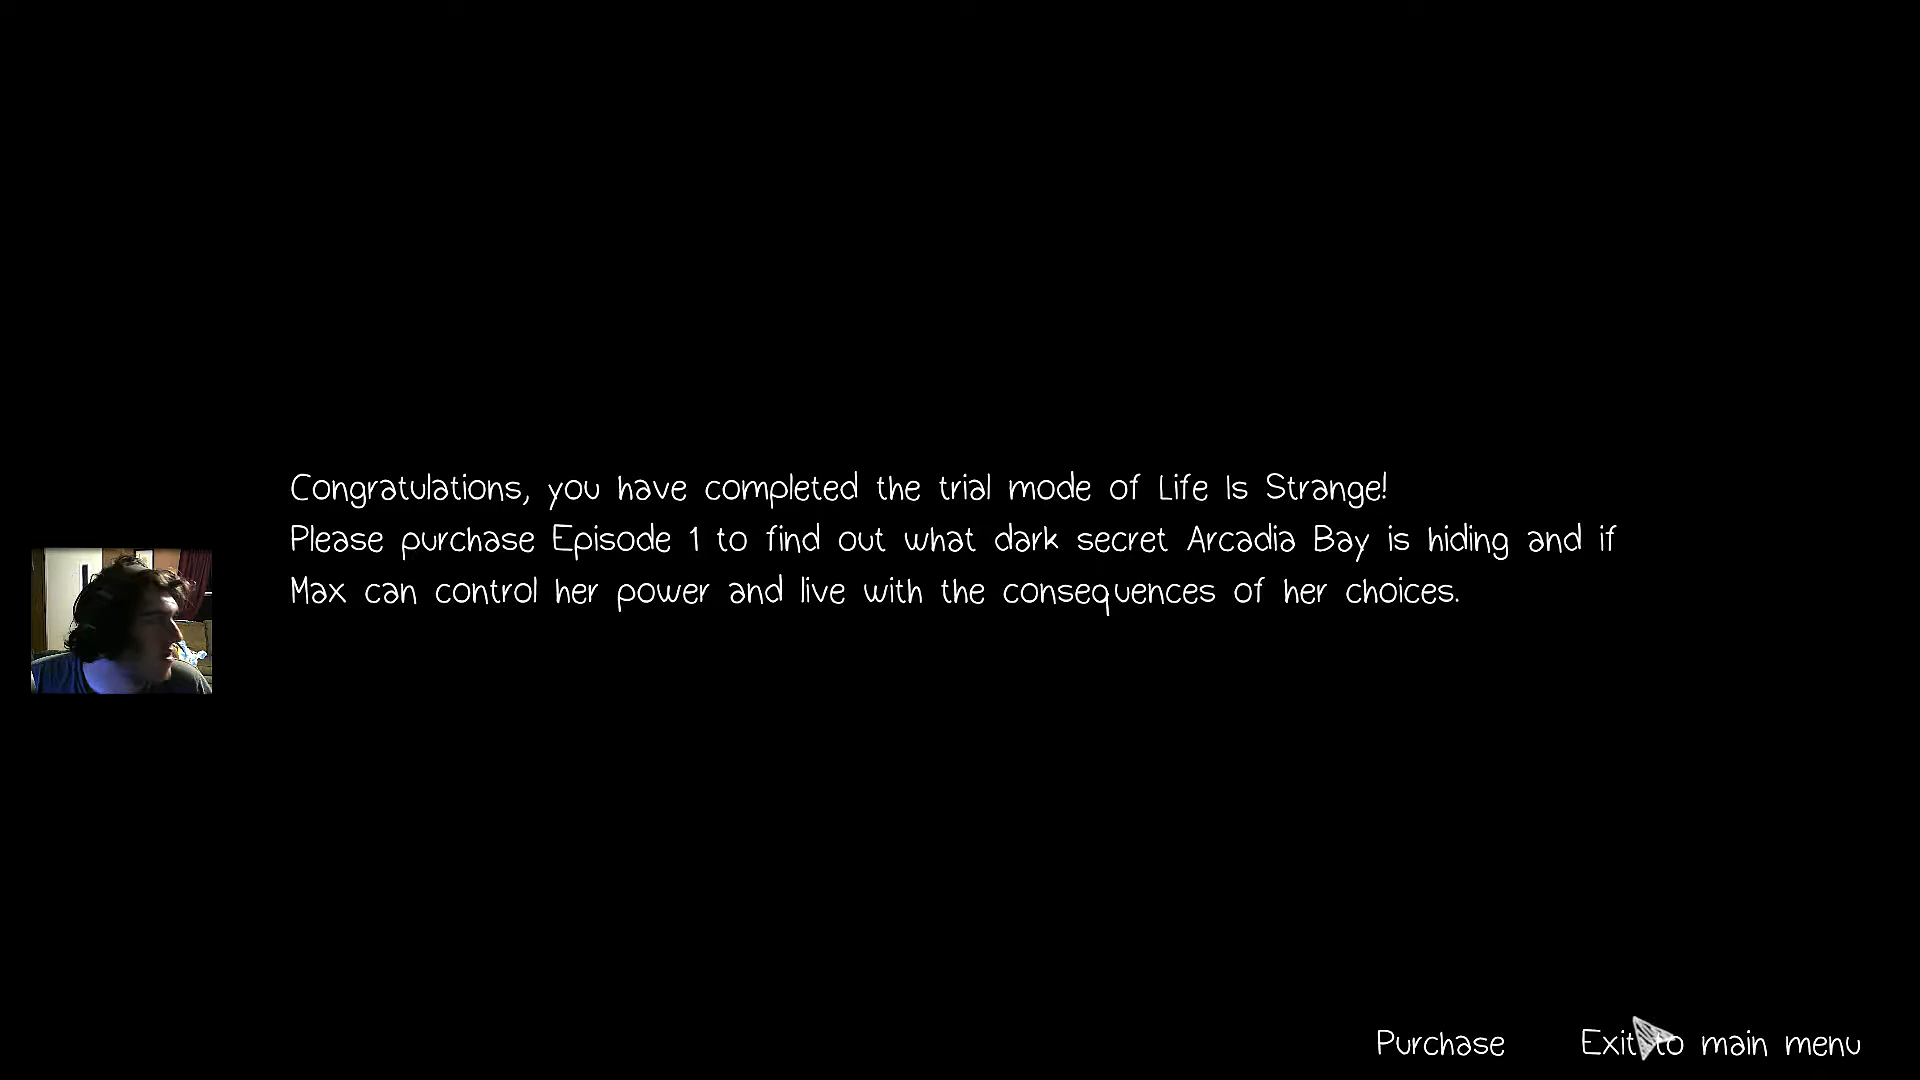 Congratulations, you have completed the trial mode of Life Is Strange!
Please purchase Episode 1 to find out what dark secret Arcadia Bay is hiding and if
Max can control her power and live with the consequences of her choices.
Purchase Exit to main menu